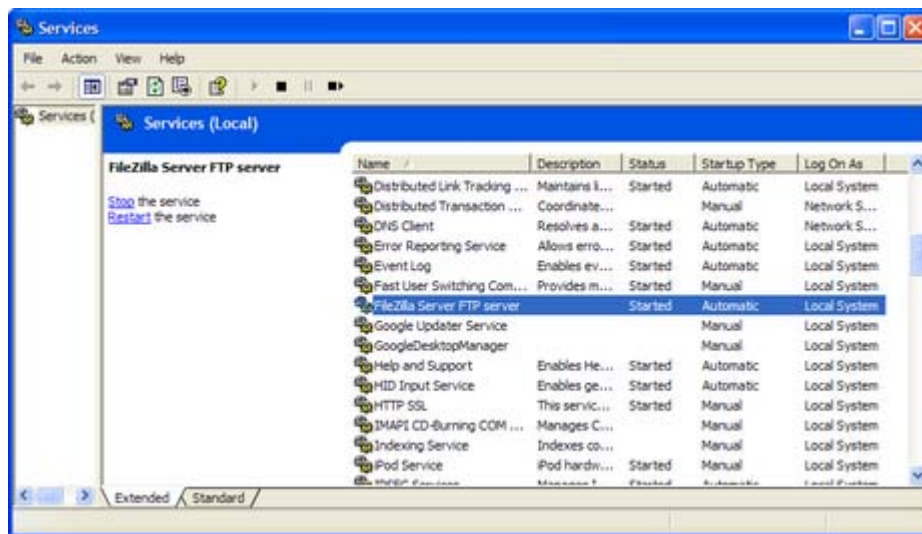 Services
File Action View Help
Services (
Services (Local)
FileZilla Server FTP server
Stop the service
Restart the service
Name Description Status Startup Type Log On As
Distributed Link Tracking ... Maintains li... Started Automatic Local System
Distributed Transaction ... Coordinate... Manual Network S...
DNS Client Resolves a... Started Automatic Network S...
Error Reporting Service Allows erro... Started Automatic Local System
Event Log Enables ev... Started Automatic Local System
Fast User Switching Com... Provides m... Started Manual Local System
FileZilla Server FTP server Started Automatic Local System
Google Updater Service Manual Local System
GoogleDesktopManager Manual Local System
Help and Support Enables He... Started Automatic Local System
HID Input Service Enables ge... Started Automatic Local System
HTTP SSL This servic... Started Manual Local System
IMAPI CD-Burning COM ... Manages C... Manual Local System
Indexing Service Indexes co... Manual Local System
iPod Service iPod hardw... Started Manual Local System
IPSEC Services Manages I... Started Automatic Local System
Extended Standard